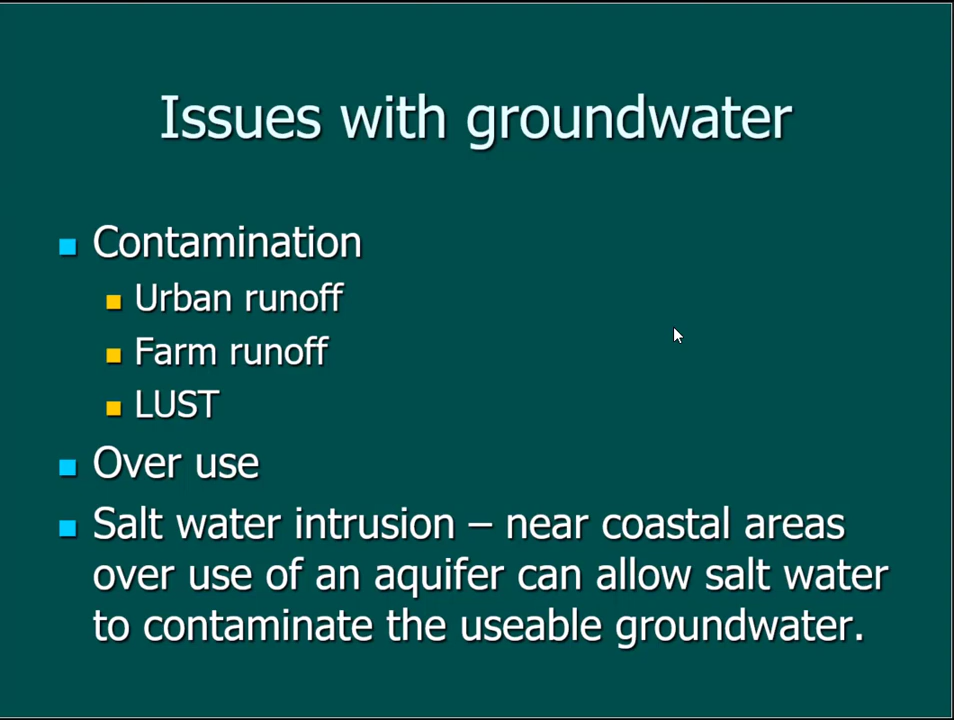 Issues with groundwater
Contamination
Urban runoff
Farm runoff
LUST
Over use
Salt water intrusion – near coastal areas
over use of an aquifer can allow salt water
to contaminate the useable groundwater.